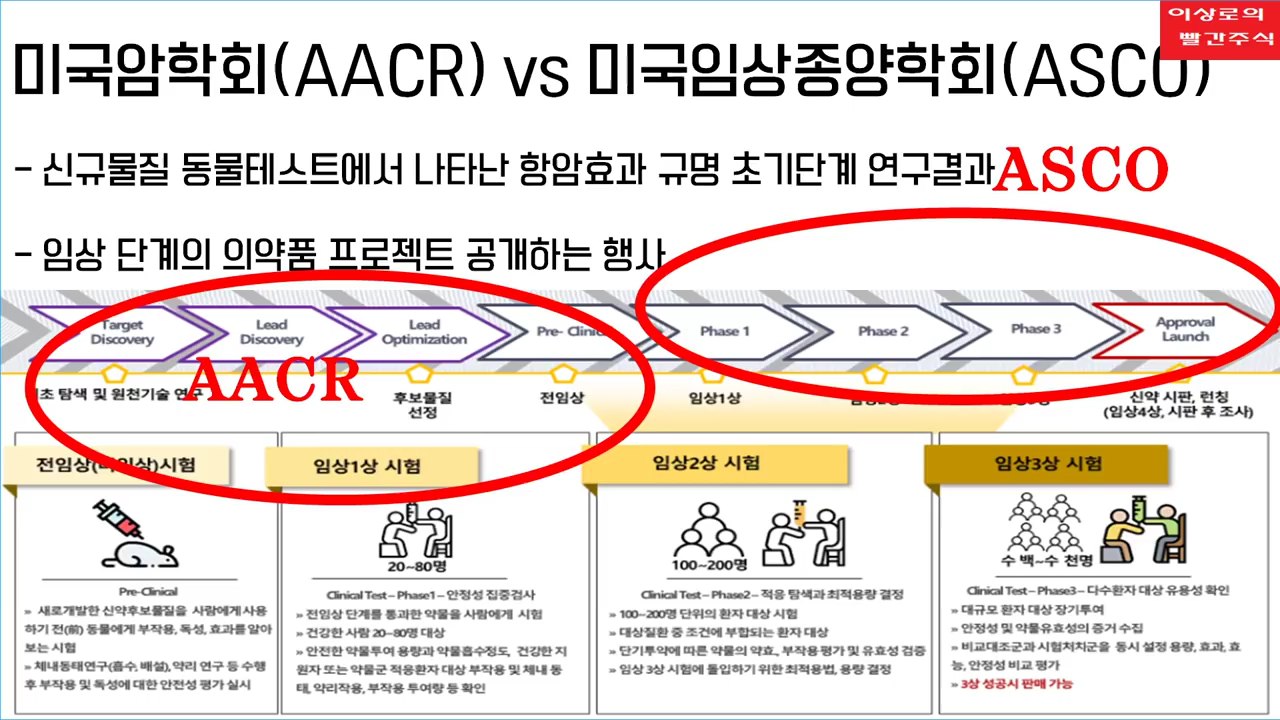 이상로의
빨간주식
미국암학회(AACR) vs 미국임상종양학회(ASCO)
- 신규물질 동물테스트에서 나타난 항암효과 규명 초기단계 연구결과
ASCO
- 임상 단계의 의약품 프로젝트 공개하는 행사
Target
Discovery
Lead
Discovery
Lead
Optimization
Pre- Clinical
Phase 1
Phase 2
Phase 3
Approval
Launch
AACR
탐색 및 원천기술
후보물질
선정
전임상
임상1상
신약 시판, 런칭
(임상4상, 시판 후 조사)
전임상(비임상)시험
Pre-Clinical
» 새로개발한 신약후보물질을 사람에게 사용
하기 전(前) 동물에게 부작용, 독성, 효과를 알아
보는 시험
» 체내동태연구(흡수, 배설), 약리 연구 등 수행
후 부작용 및 독성에 대한 안전성 평가 실시
임상1상 시험
20~80명
Clinical Test – Phase1 – 안정성 집중검사
» 전임상 단계를 통과한 약물을 사람에게 시험
» 건강한 사람 20~80명 대상
» 안전한 약물투여 용량과 약물흡수정도, 건강한 지
원자 또는 약물군 적응환자 대상 부작용 및 체내 동
태, 약리작용, 부작용 투여량 등 확인
임상2상 시험
100~200명
Clinical Test – Phase2 – 적응 탐색과 최적용량 결정
» 100~200명 단위의 환자 대상 시험
» 대상질환 중 조건에 부합되는 환자 대상
» 단기투약에 따른 약물의 약효, 부작용 평가 및 유효성 검증
» 임상 3상 시험에 돌입하기 위한 최적용법, 용량 결정
임상3상 시험
수 백~수 천명
Clinical Test – Phase3 – 다수환자 대상 유용성 확인
» 대규모 환자 대상 장기투여
» 안정성 및 약물유효성의 증거 수집
» 비교대조군과 시험처치군을 동시 설정 용량, 효과, 효
능, 안정성 비교 평가
» 3상 성공시 판매 가능